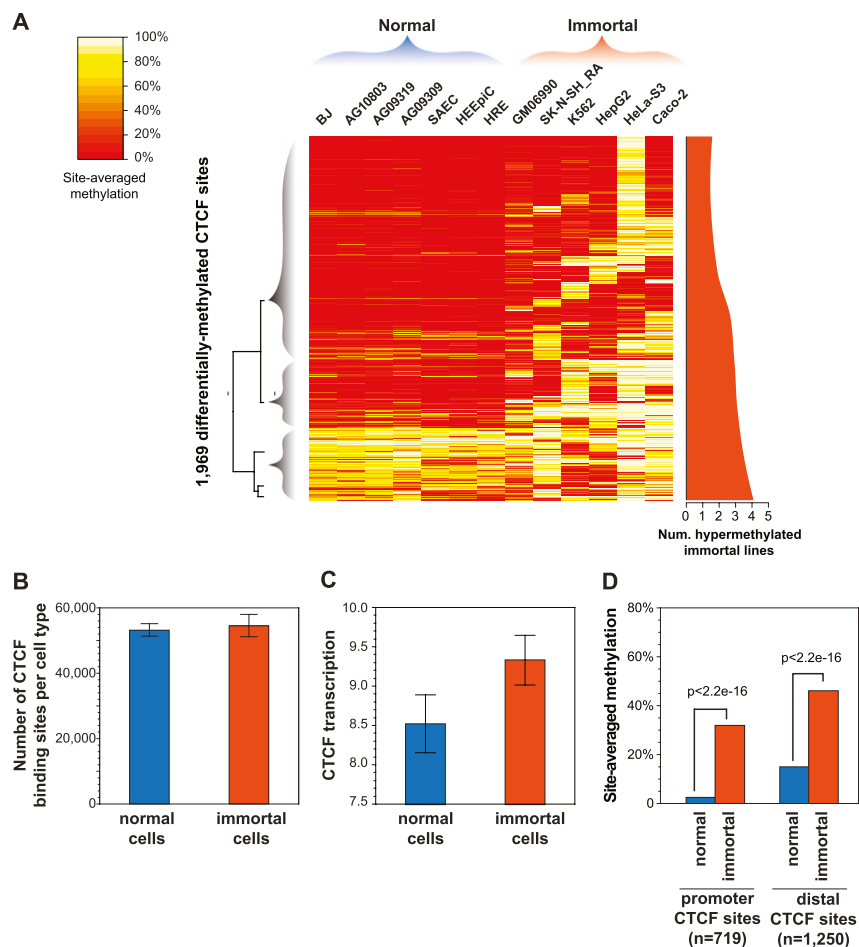 A
Normal
Immortal
100%
80%
60%
40%
20%
0%
Site-averaged
methylation
BJ
AG10803
AG09319
AG09309
SAEC
HEEpiC
HRE
GM06990
SK-N-SH_RA
K562
HepG2
HeLa-S3
Caco-2
1,969 differentially-methylated CTCF sites
0 1 2 3 4 5
Num. hypermethylated
immortal lines
B
Number of CTCF
binding sites per cell type
60,000
40,000
20,000
0
normal
cells
immortal
cells
C
CTCF transcription
10.0
9.5
9.0
8.5
8.0
7.5
normal
cells
immortal
cells
D
Site-averaged methylation
80%
60%
40%
20%
0
p<2.2e-16
p<2.2e-16
normal
immortal
normal
immortal
promoter
CTCF sites
(n=719)
distal
CTCF sites
(n=1,250)